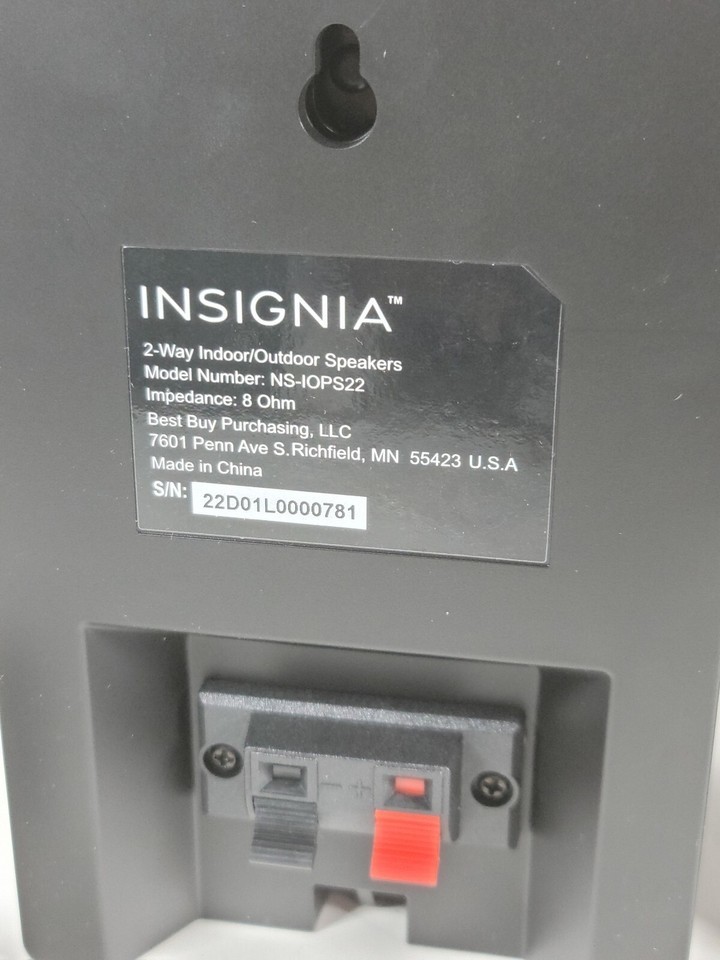 INSIGNIA™
2-Way Indoor/Outdoor Speakers
Model Number: NS-IOPS22
Impedance: 8 Ohm
Best Buy Purchasing, LLC
7601 Penn Ave S.Richfield, MN 55423 U.S.A
Made in China
S/N: 22D01L0000781
- +